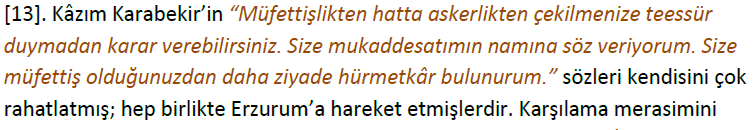 [13]. Kâzım Karabekir’in “Müfettişlikten hatta askerlikten çekilmenize teessür
duymadan karar verebilirsiniz. Size mukaddesatımın namına söz veriyorum. Size
müfettiş olduğunuzdan daha ziyade hürmetkâr bulunurum.” sözleri kendisini çok
rahatlatmış; hep birlikte Erzurum’a hareket etmişlerdir. Karşılama merasimini